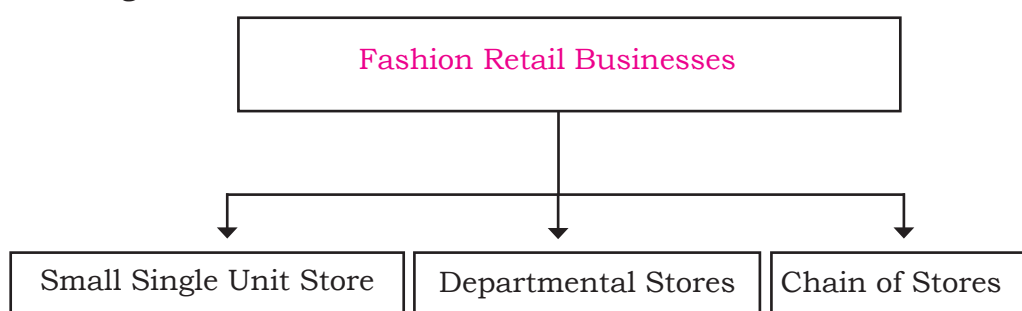 Fashion Retail Businesses
Small Single Unit Store
Departmental Stores
Chain of Stores